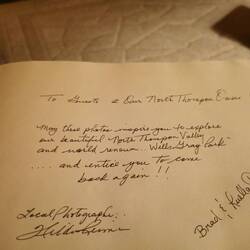 To Guests & Our North Thompson
May these photos inspire you to explore
our beautiful North Thompson Valley
and world renown.. Wells Gray Park
.... and entice you to come
back again!!
Local Photographer:
Brad &